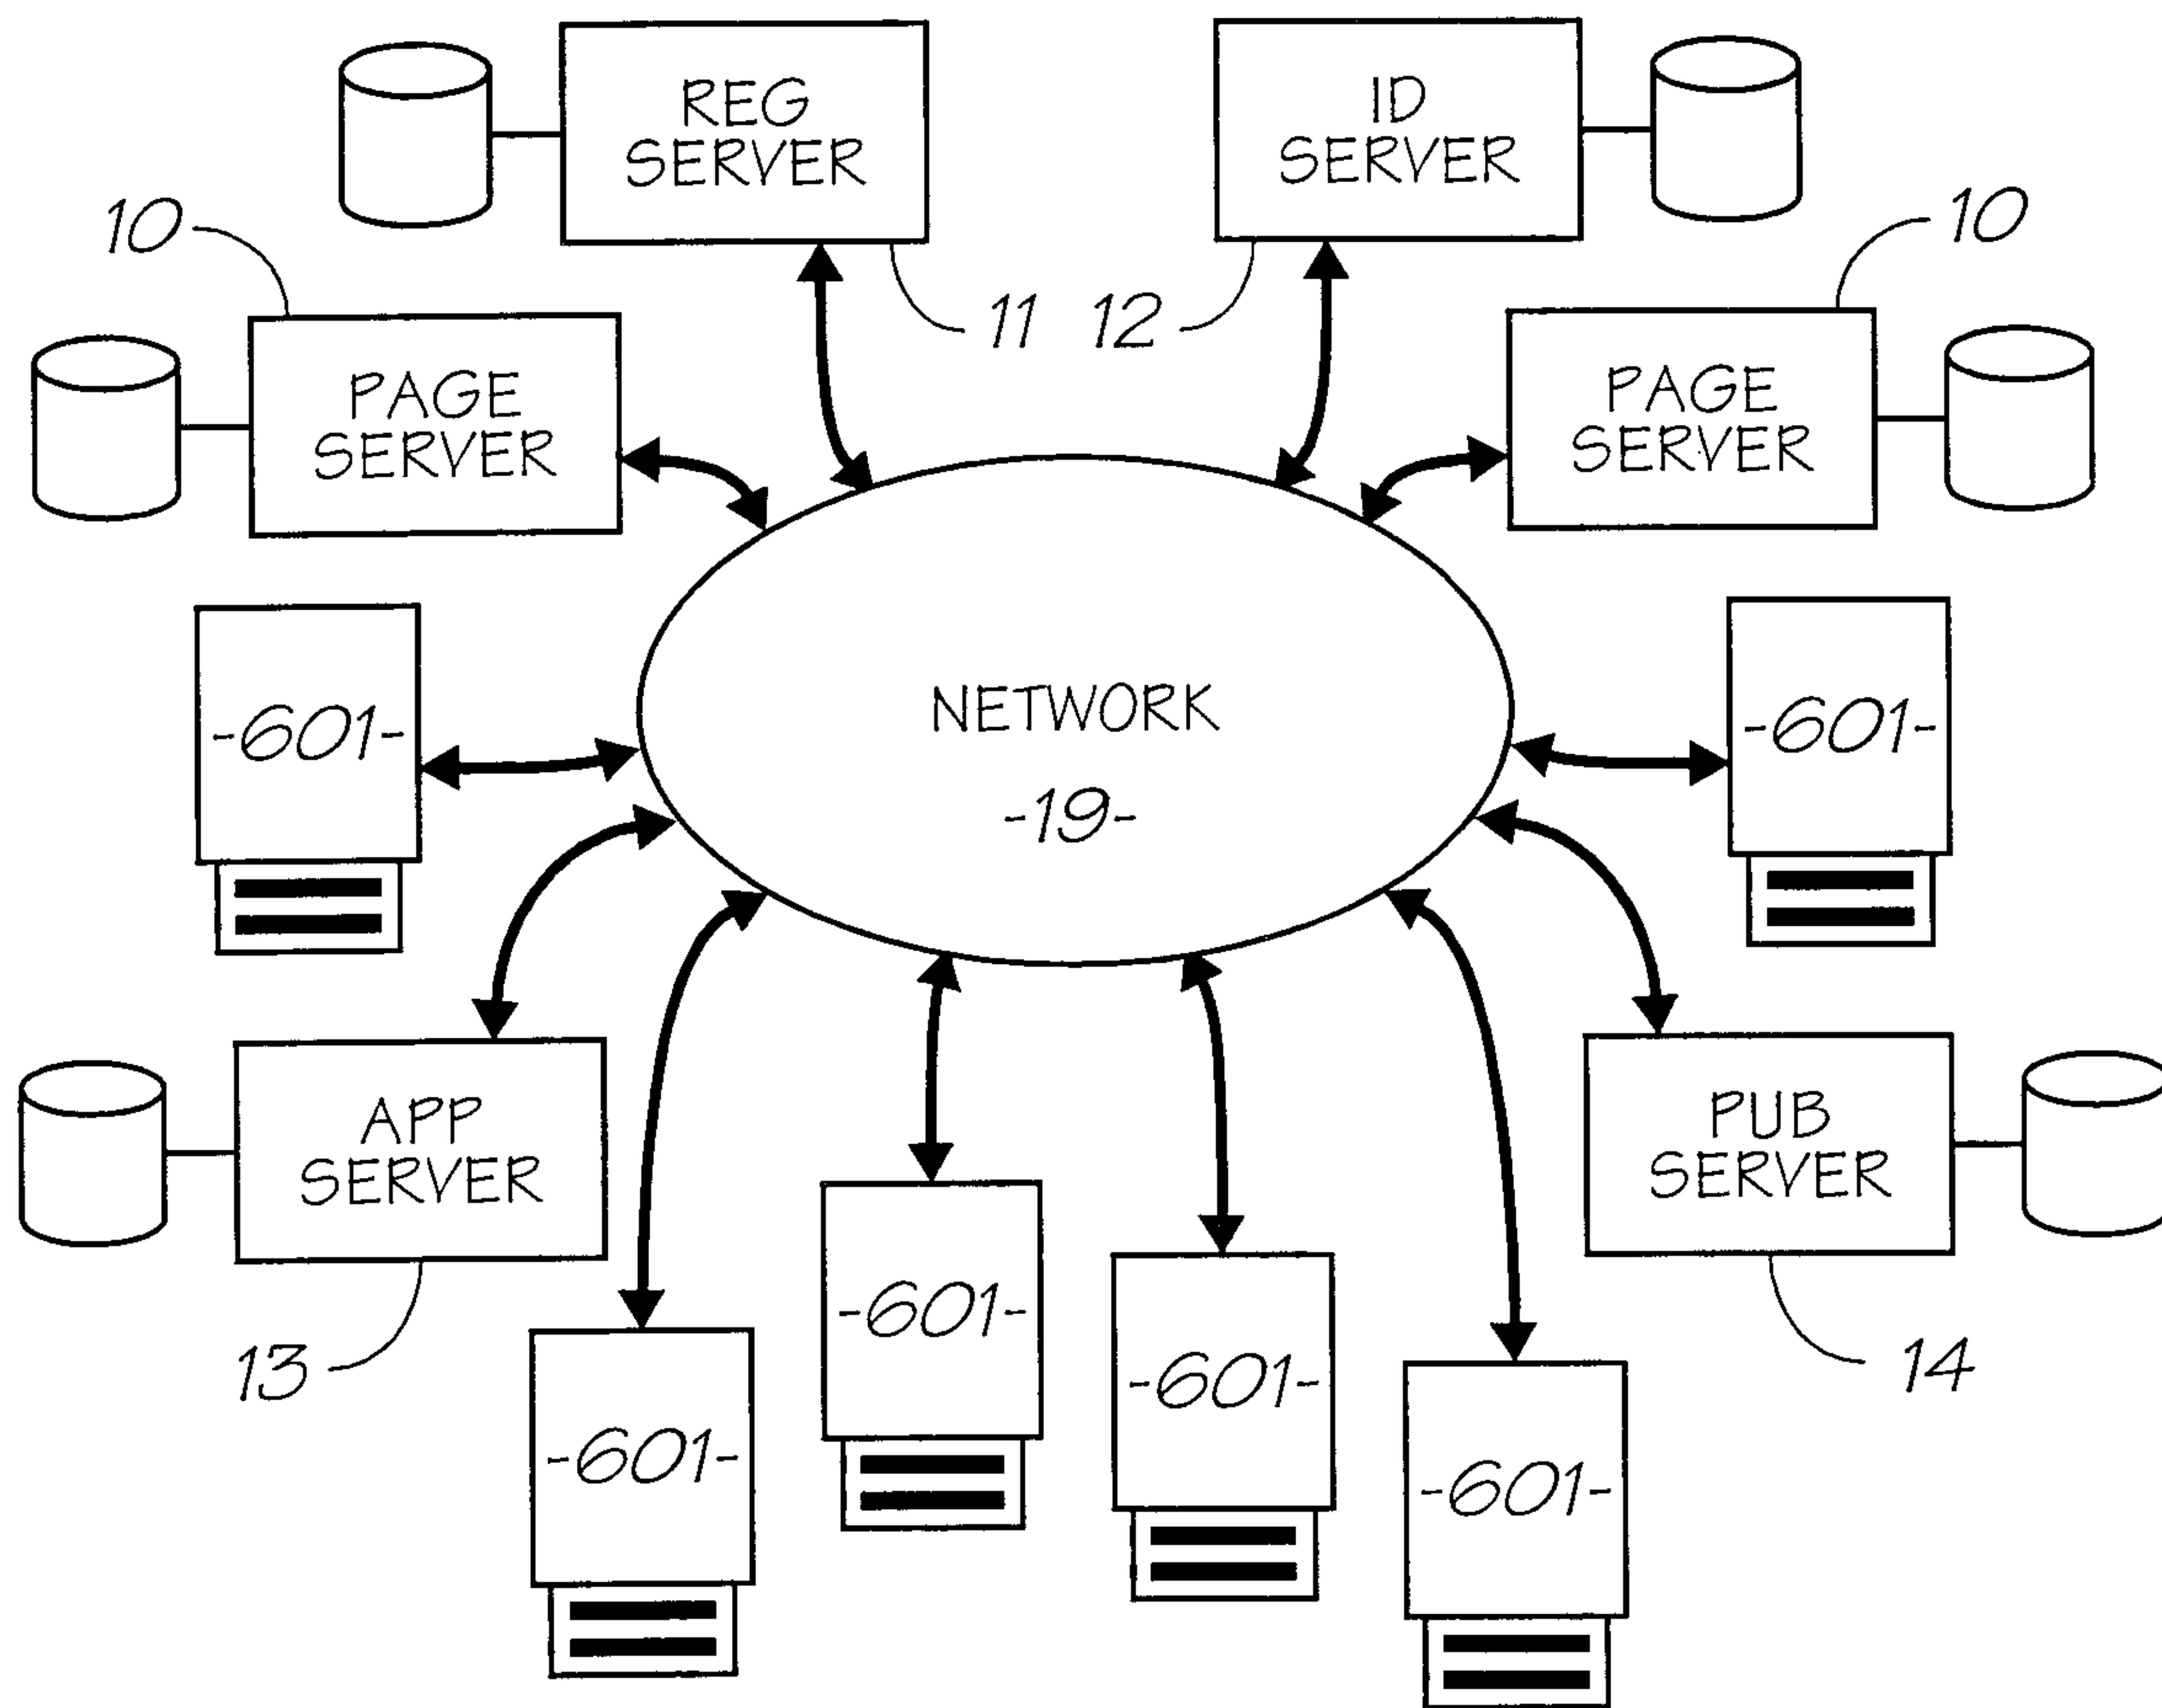 REG
SERVER
ID
SERVER
10
10
11
12
PAGE
SERVER
PAGE
SERVER
-601-
NETWORK
-19-
-601-
APP
SERVER
PUB
SERVER
-601-
-601-
13
14
-601-
-601-